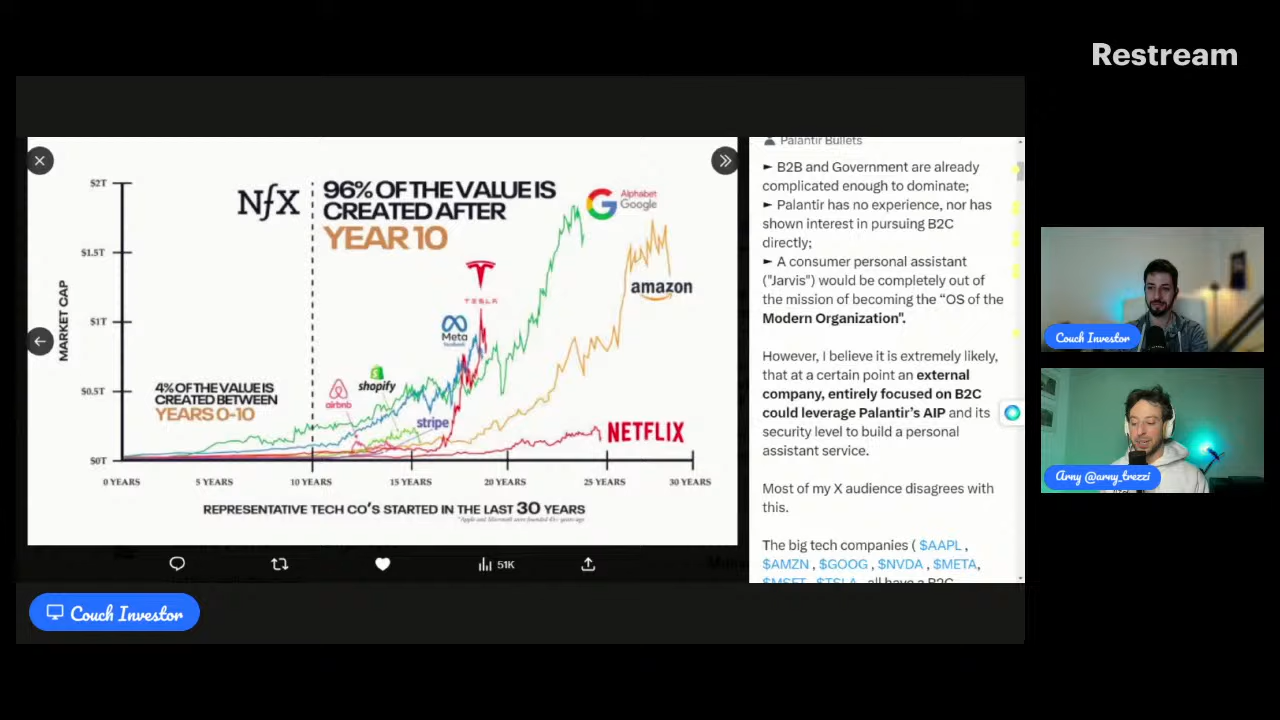 Restream
NfX
96% OF THE VALUE IS
CREATED AFTER
YEAR 10
4% OF THE VALUE IS
CREATED BETWEEN
YEARS 0-10
MARKET CAP
$2T
$1.5T
$1T
$0.5T
$0T
0 YEARS
5 YEARS
10 YEARS
15 YEARS
20 YEARS
25 YEARS
30 YEARS
airbnb
shopify
Meta
stripe
TESLA
Alphabet
Google
amazon
NETFLIX
REPRESENTATIVE TECH CO'S STARTED IN THE LAST 30 YEARS
51K
Palantir Bullets
► B2B and Government are already
complicated enough to dominate;
► Palantir has no experience, nor has
shown interest in pursuing B2C
directly;
► A consumer personal assistant
("Jarvis") would be completely out of
the mission of becoming the “OS of the
Modern Organization".
However, I believe it is extremely likely,
that at a certain point an external
company, entirely focused on B2C
could leverage Palantir's AIP and its
security level to build a personal
assistant service.
Most of my X audience disagrees with
this.
The big tech companies ( $AAPL ,
$AMZN , $GOOG , $NVDA , $META,
$MSFT, $TSLA, all have a B2C
Couch Investor
Arny @arny_trezzi
Couch Investor